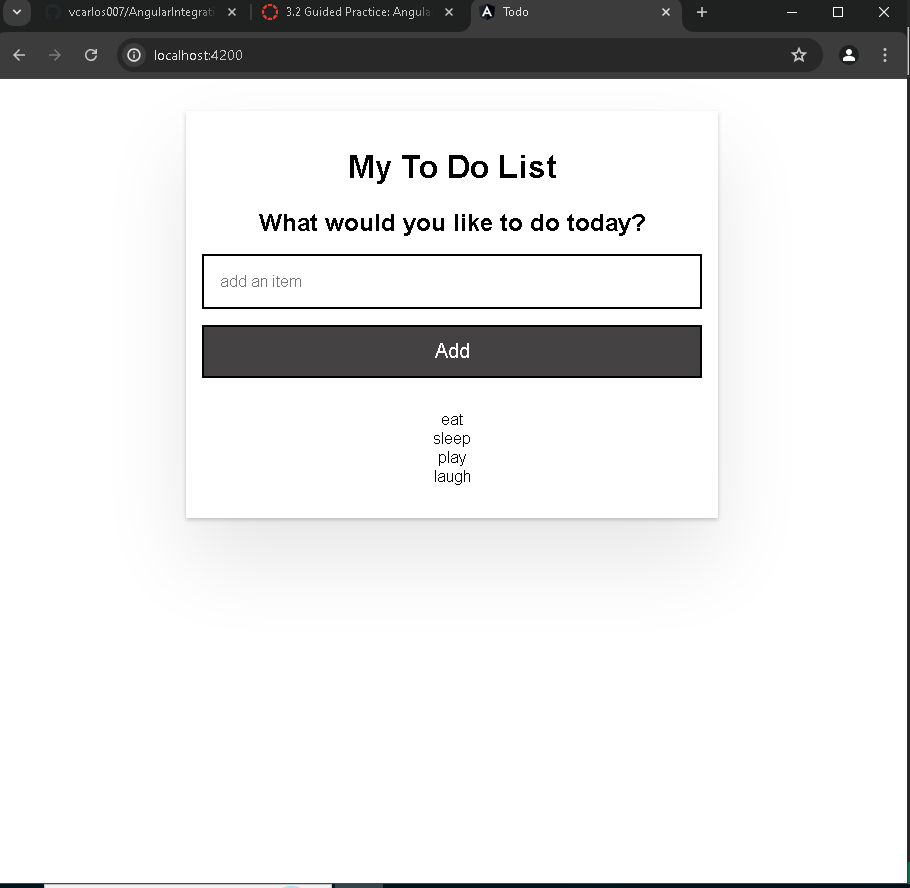 vcarlos007/AngularIntegrat
3.2 Guided Practice: Angula
Todo
localhost:4200
My To Do List
What would you like to do today?
add an item
Add
eat
sleep
play
laugh